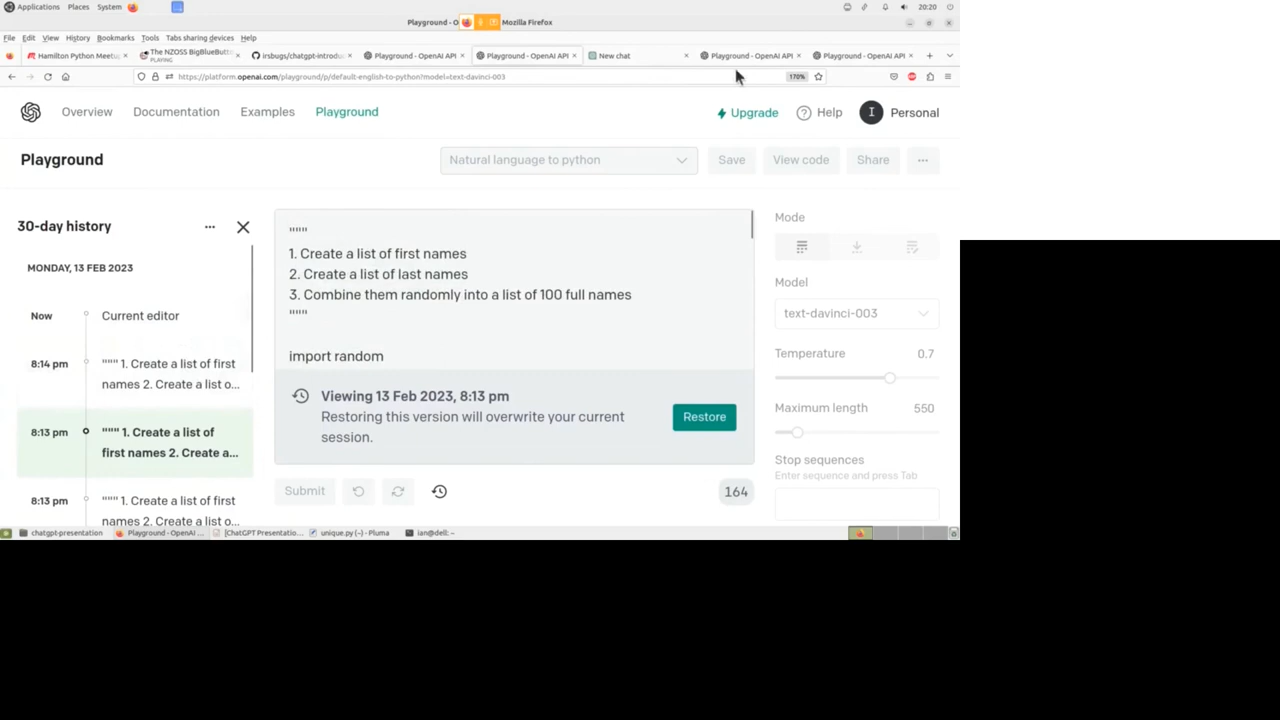 Applications Places System 20:20
Playground - O Mozilla Firefox
File Edit View History Bookmarks Tools Tabs sharing devices Help
Hamilton Python Meetu The NZOSS BigBlueButt irsbugs/chatgpt-introdu Playground - OpenAI API Playground - OpenAI API New chat Playground - OpenAI API Playground - OpenAI API
PLAYING
https://platform.openai.com/playground/p/default-english-to-python?model=text-davinci-003 170%
Overview Documentation Examples Playground Upgrade Help I Personal
Playground Natural language to python Save View code Share ...
30-day history ...
MONDAY, 13 FEB 2023
Now Current editor
8:14 pm """ 1. Create a list of first
names 2. Create a list o...
8:13 pm """ 1. Create a list of
first names 2. Create a...
8:13 pm """ 1. Create a list of first
names 2. Create a list o...
"""
1. Create a list of first names
2. Create a list of last names
3. Combine them randomly into a list of 100 full names
"""
import random
Viewing 13 Feb 2023, 8:13 pm
Restoring this version will overwrite your current
session.
Restore
Submit 164
Mode
Model
text-davinci-003
Temperature 0.7
Maximum length 550
Stop sequences
Enter sequence and press Tab
chatgpt-presentation Playground - OpenAI ... [ChatGPT Presentatio... unique.py (~) - Pluma ian@dell: ~